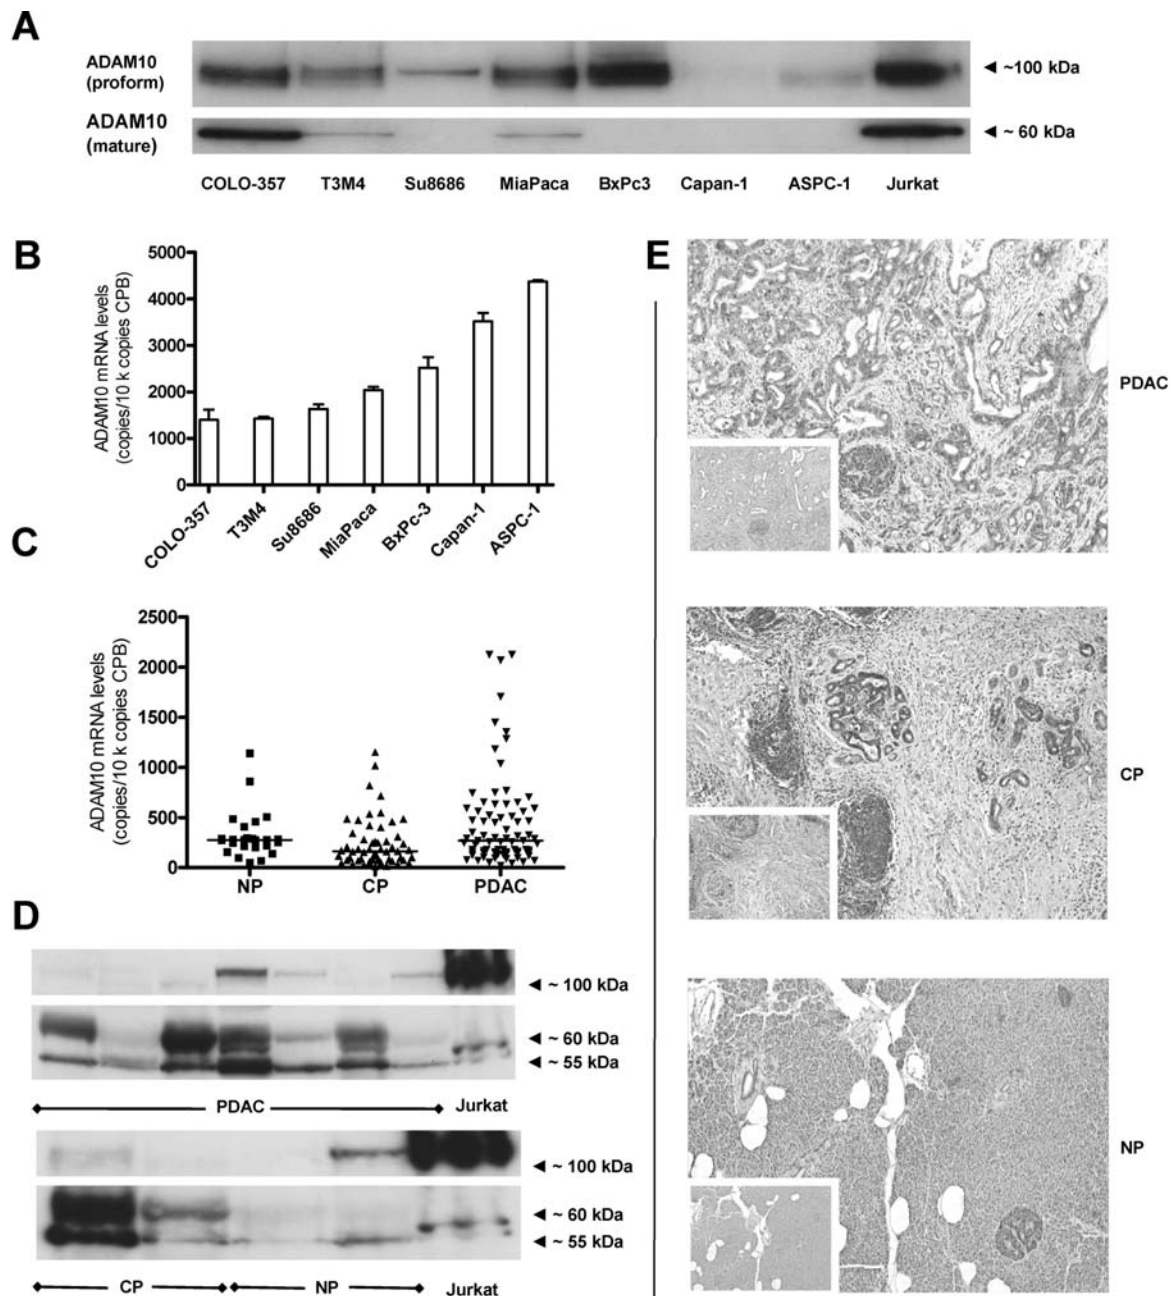 A
ADAM10
(proform)
◄ ~100 kDa
ADAM10
(mature)
◄ ~ 60 kDa
COLO-357 T3M4 Su8686 MiaPaca BxPc3 Capan-1 ASPC-1 Jurkat
B
ADAM10 mRNA levels
(copies/10 k copies CPB)
5000
4000
3000
2000
1000
0
COLO-357 T3M4 Su8686 MiaPaca BxPc-3 Capan-1 ASPC-1
C
ADAM10 mRNA levels
(copies/10 k copies CPB)
2500
2000
1500
1000
500
0
NP CP PDAC
D
◄ ~ 100 kDa
◄ ~ 60 kDa
◄ ~ 55 kDa
PDAC Jurkat
◄ ~ 100 kDa
◄ ~ 60 kDa
◄ ~ 55 kDa
CP NP Jurkat
E
PDAC
CP
NP